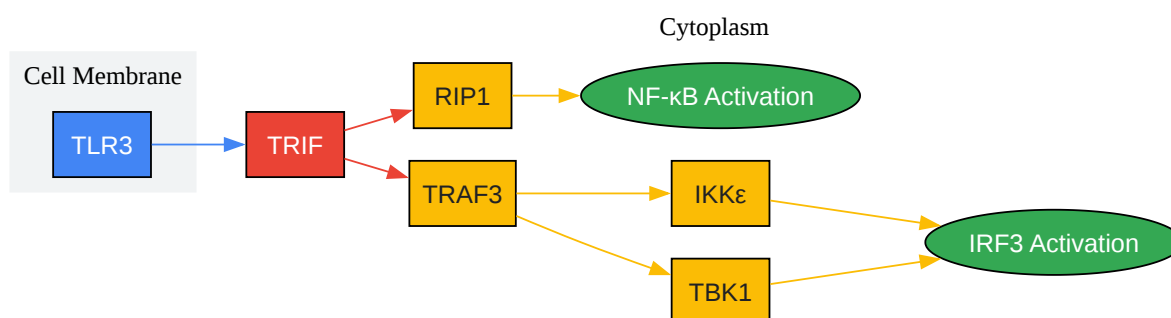 Cytoplasm
Cell Membrane
TLR3
TRIF
RIP1
NF-κB Activation
TRAF3
IKKε
IRF3 Activation
TBK1